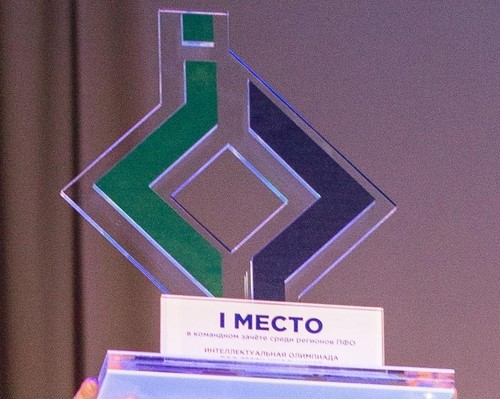 I МЕСТО
в командном зачёте среди регионов ПФО
ИНТЕЛЛЕКТУАЛЬНАЯ ОЛИМПИАДА